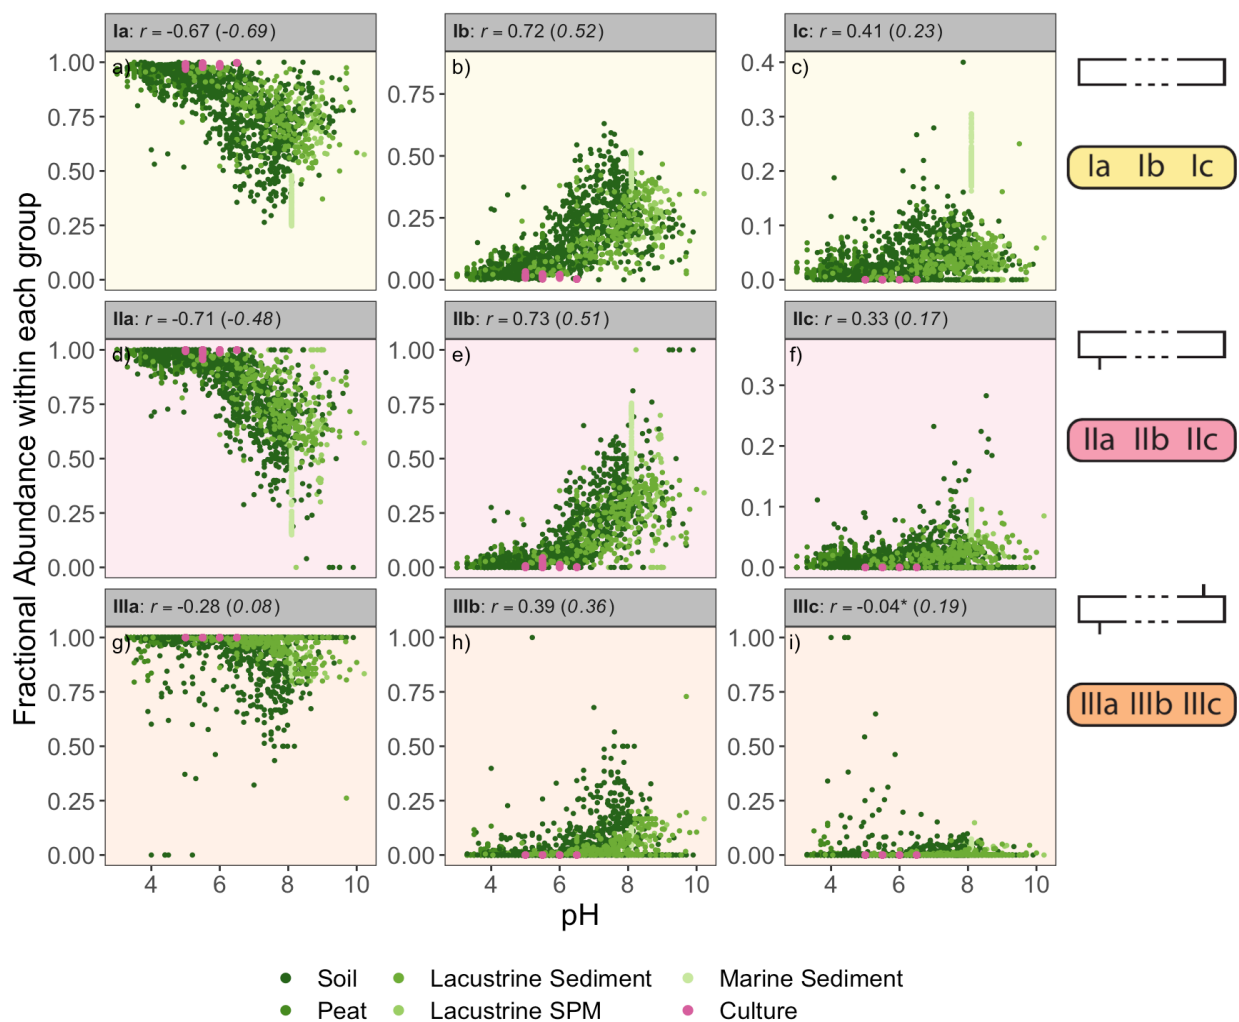 Ia: r = -0.67 (-0.69)
Ib: r = 0.72 (0.52)
Ic: r = 0.41 (0.23)
a)
b)
c)
1.00
0.75
0.50
0.25
0.00
0.75
0.50
0.25
0.00
0.4
0.3
0.2
0.1
0.0
Ia Ib Ic
IIa: r = -0.71 (-0.48)
IIb: r = 0.73 (0.51)
IIc: r = 0.33 (0.17)
d)
e)
f)
1.00
0.75
0.50
0.25
0.00
1.00
0.75
0.50
0.25
0.00
0.3
0.2
0.1
0.0
IIa IIb IIc
IIIa: r = -0.28 (0.08)
IIIb: r = 0.39 (0.36)
IIIc: r = -0.04* (0.19)
g)
h)
i)
1.00
0.75
0.50
0.25
0.00
1.00
0.75
0.50
0.25
0.00
1.00
0.75
0.50
0.25
0.00
IIIa IIIb IIIc
4 6 8 10
4 6 8 10
4 6 8 10
Fractional Abundance within each group
pH
Soil
Lacustrine Sediment
Marine Sediment
Peat
Lacustrine SPM
Culture